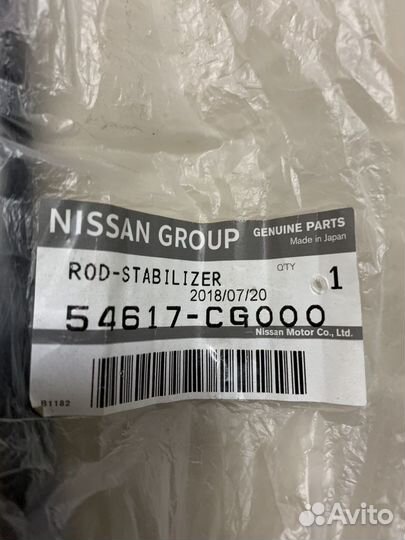 NISSAN GROUP GENUINE PARTS
Made in Japan
ROD-STABILIZER Q'TY 1
2018/07/20
54617-CG000
Nissan Motor Co., Ltd.
B1182
Avito